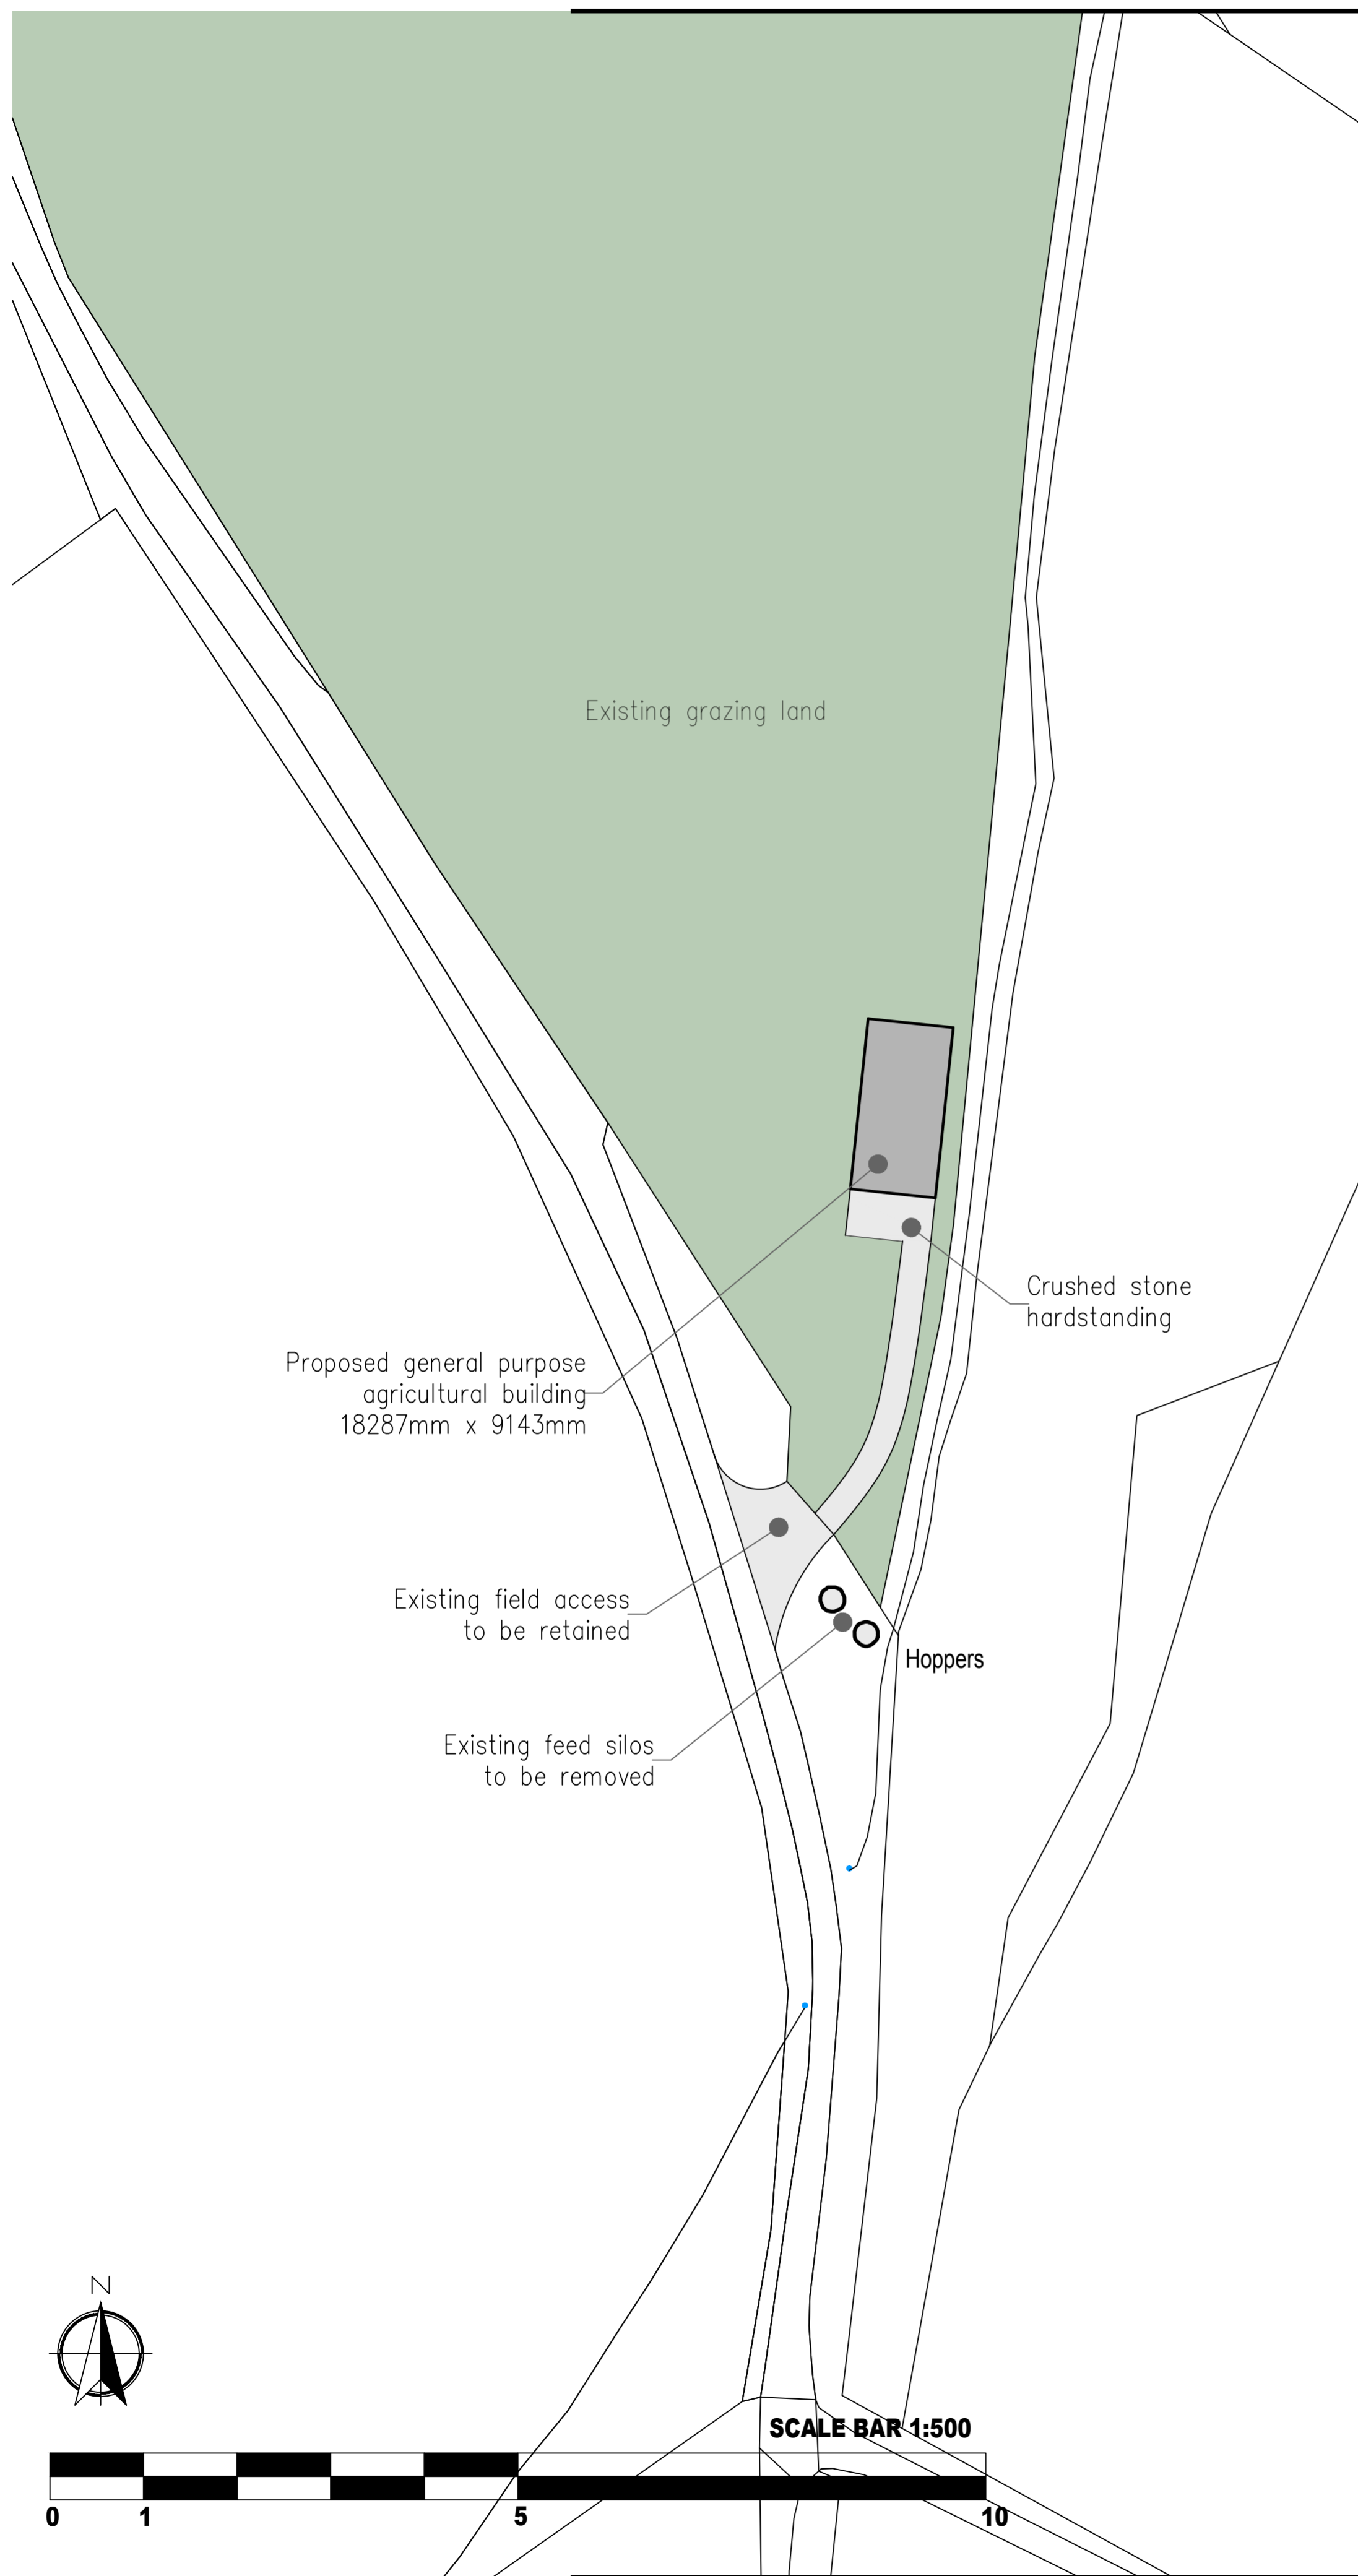 Existing grazing land
Crushed stone
hardstanding
Proposed general purpose
agricultural building
18287mm x 9143mm
Existing field access
to be retained
Hoppers
Existing feed silos
to be removed
N
SCALE BAR 1:500
0 1 5 10